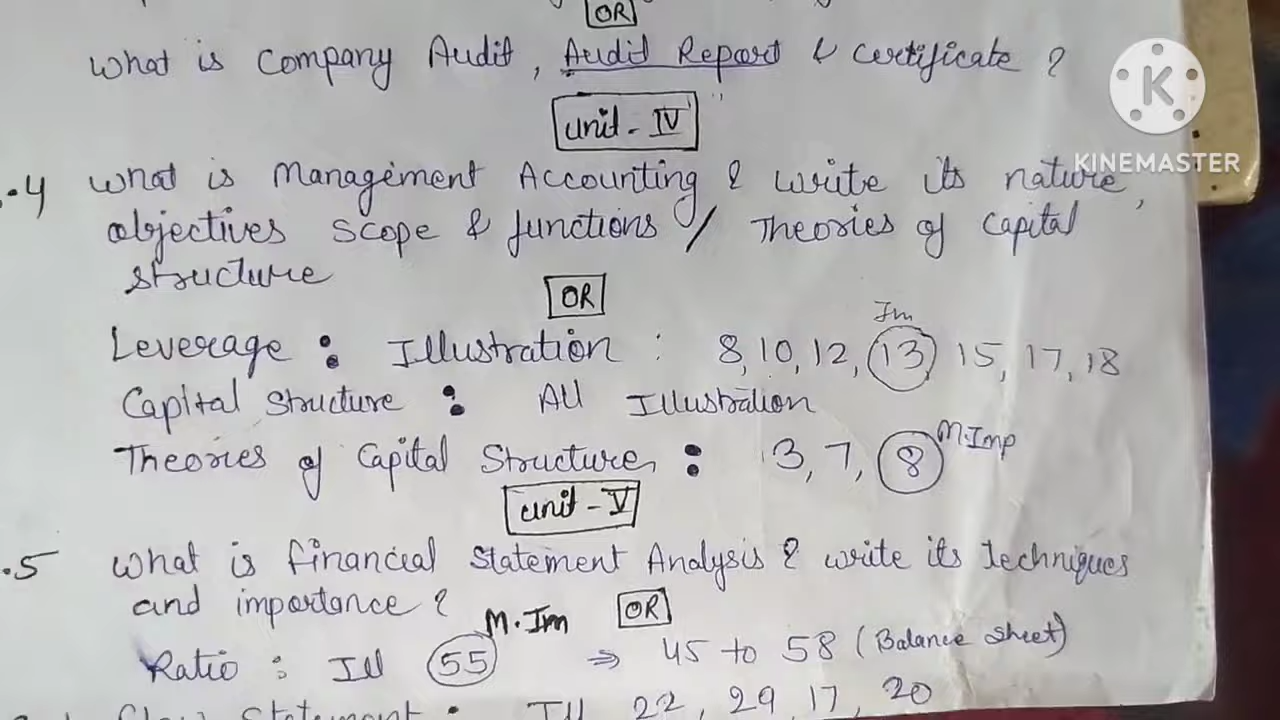 OR
What is Company Audit, Audit Report & Certificate ?
Unit - IV
.4 What is Management Accounting ? write its nature,
objectives scope & functions / Theories of Capital
Structure
OR
Im
Leverage : Illustration : 8, 10, 12, 13 15, 17, 18
Capital Structure : All Illustration
Theories of Capital Structure : 3, 7, 8 M.Imp
Unit - V
.5 What is financial Statement Analysis ? write its techniques
and importance ?
M.Im OR
Ratio : Ill 55 ⇒ 45 to 58 (Balance Sheet)
Statement : Ill 22, 29, 17, 20
K
KINEMASTER